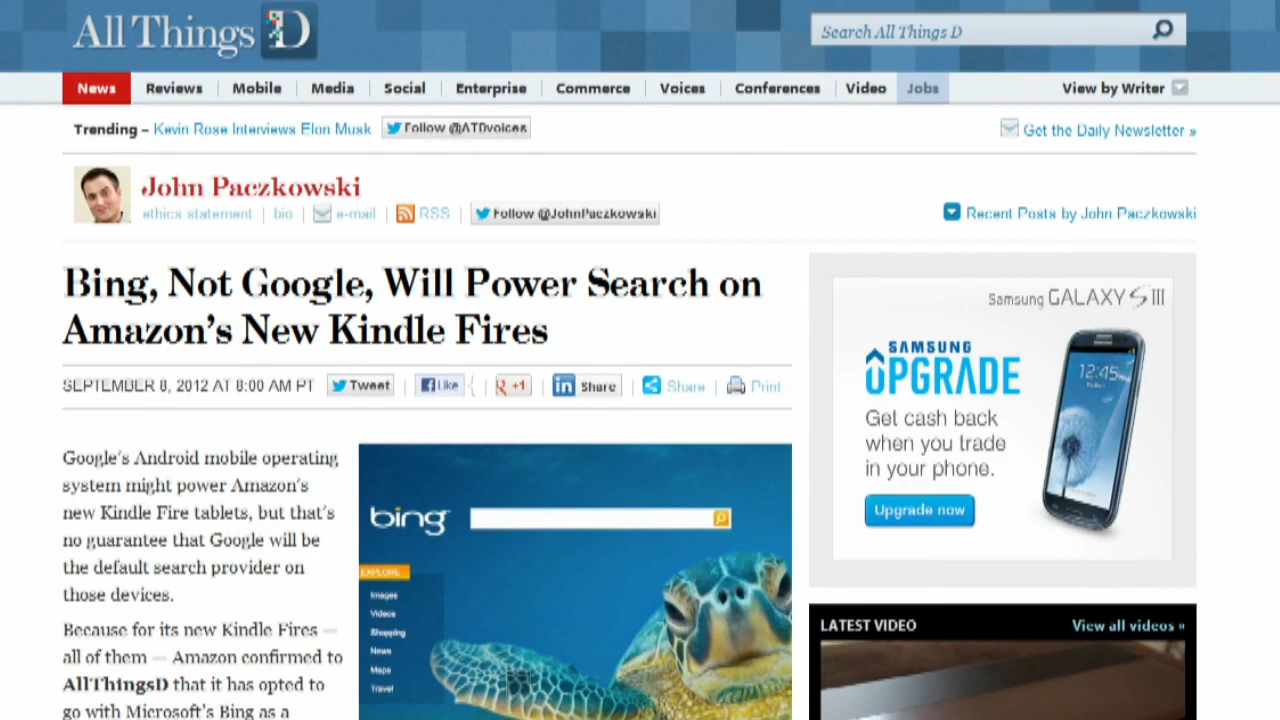 All Things D
Search All Things D
News Reviews Mobile Media Social Enterprise Commerce Voices Conferences Video Jobs View by Writer
Trending – Kevin Rose Interviews Elon Musk Follow @ATDvoices Get the Daily Newsletter »
John Paczkowski
ethics statement | bio | e-mail | RSS | Follow @JohnPaczkowski Recent Posts by John Paczkowski
Bing, Not Google, Will Power Search on
Amazon's New Kindle Fires
SEPTEMBER 8, 2012 AT 8:00 AM PT Tweet | Like | +1 | in Share | Share | Print
Google's Android mobile operating
system might power Amazon's
new Kindle Fire tablets, but that's
no guarantee that Google will be
the default search provider on
those devices.
Because for its new Kindle Fires —
all of them — Amazon confirmed to
AllThingsD that it has opted to
go with Microsoft's Bing as a
bing
EXPLORE
Images
Videos
Shopping
News
Maps
Travel
Samsung GALAXY S III
SAMSUNG
UPGRADE
Get cash back
when you trade
in your phone.
Upgrade now
12:45
LATEST VIDEO View all videos »